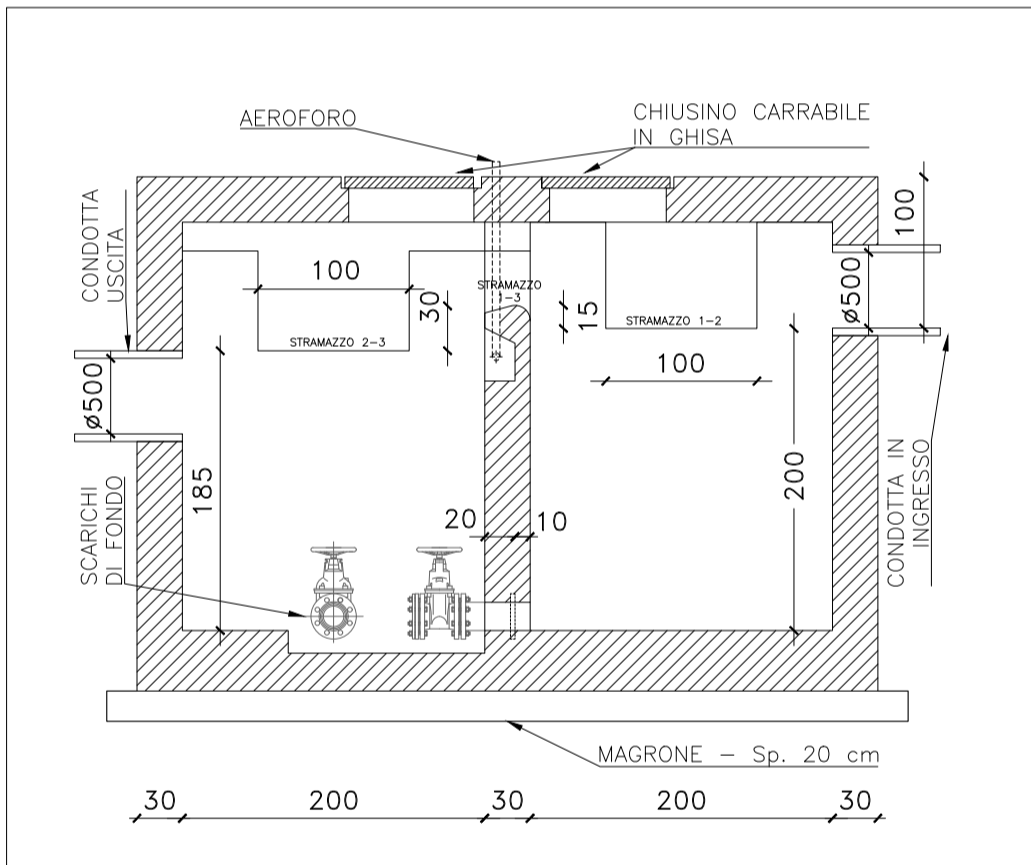 AEROFORO
CHIUSINO CARRABILE
IN GHISA
CONDOTTA
USCITA
100
100
30
STRAMAZZO
1-3
15
STRAMAZZO 1-2
STRAMAZZO 2-3
100
ø500
ø500
185
200
20
10
SCARICHI
DI FONDO
CONDOTTA IN
INGRESSO
MAGRONE - Sp. 20 cm
30
200
30
200
30